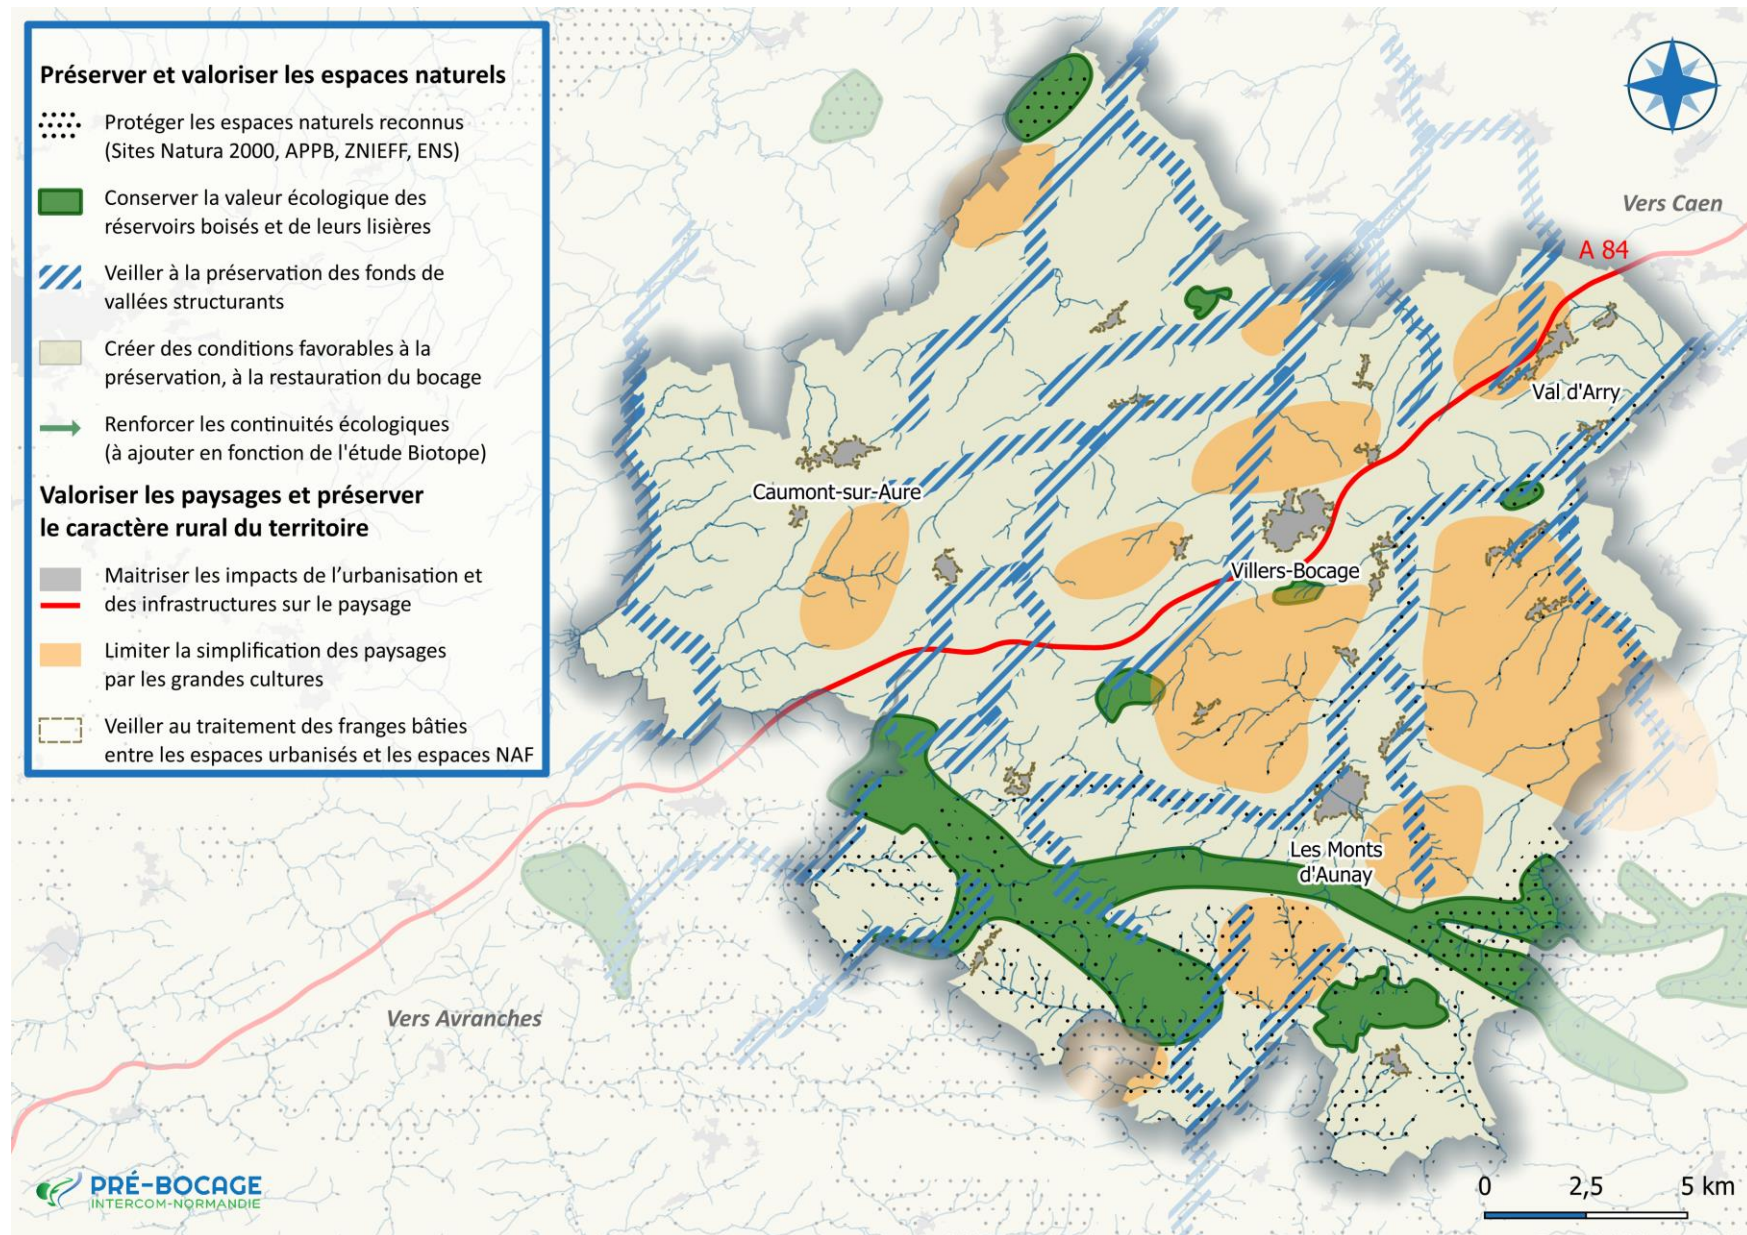 Préserver et valoriser les espaces naturels
Protéger les espaces naturels reconnus
(Sites Natura 2000, APPB, ZNIEFF, ENS)
Conserver la valeur écologique des
réservoirs boisés et de leurs lisières
Veiller à la préservation des fonds de
vallées structurants
Créer des conditions favorables à la
préservation, à la restauration du bocage
Renforcer les continuités écologiques
(à ajouter en fonction de l'étude Biotope)
Valoriser les paysages et préserver
le caractère rural du territoire
Maitriser les impacts de l’urbanisation et
des infrastructures sur le paysage
Limiter la simplification des paysages
par les grandes cultures
Veiller au traitement des franges bâties
entre les espaces urbanisés et les espaces NAF
Vers Caen
A 84
Val d'Arry
Caumont-sur-Aure
Villers-Bocage
Les Monts
d'Aunay
Vers Avranches
PRÉ-BOCAGE
INTERCOM-NORMANDIE
0 2,5 5 km